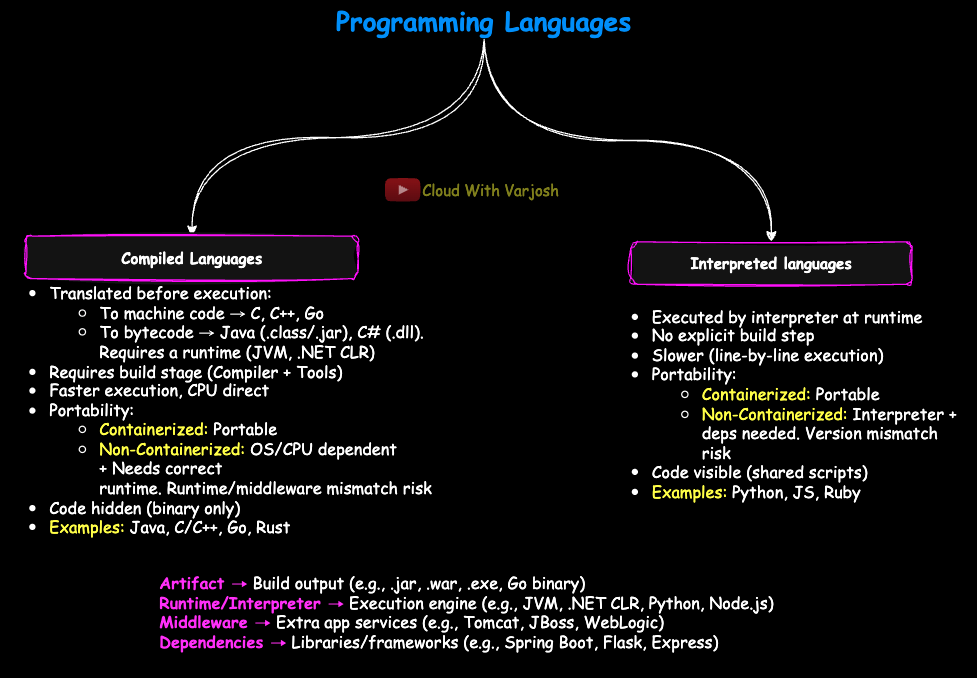 Programming Languages
Cloud With Varjosh
Compiled Languages
• Translated before execution:
○ To machine code → C, C++, Go
○ To bytecode → Java (.class/.jar), C# (.dll).
Requires a runtime (JVM, .NET CLR)
• Requires build stage (Compiler + Tools)
• Faster execution, CPU direct
• Portability:
○ Containerized: Portable
○ Non-Containerized: OS/CPU dependent
+ Needs correct
runtime. Runtime/middleware mismatch risk
• Code hidden (binary only)
• Examples: Java, C/C++, Go, Rust
Interpreted languages
• Executed by interpreter at runtime
• No explicit build step
• Slower (line-by-line execution)
• Portability:
○ Containerized: Portable
○ Non-Containerized: Interpreter +
deps needed. Version mismatch
risk
• Code visible (shared scripts)
• Examples: Python, JS, Ruby
Artifact → Build output (e.g., .jar, .war, .exe, Go binary)
Runtime/Interpreter → Execution engine (e.g., JVM, .NET CLR, Python, Node.js)
Middleware → Extra app services (e.g., Tomcat, JBoss, WebLogic)
Dependencies → Libraries/frameworks (e.g., Spring Boot, Flask, Express)